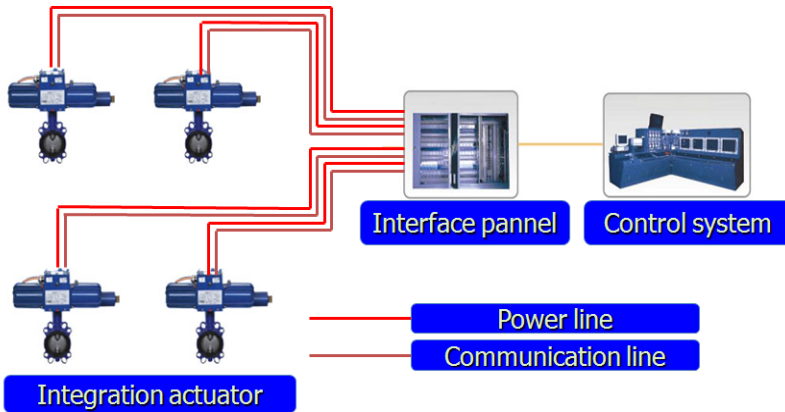 Interface pannel
Control system
Power line
Communication line
Integration actuator